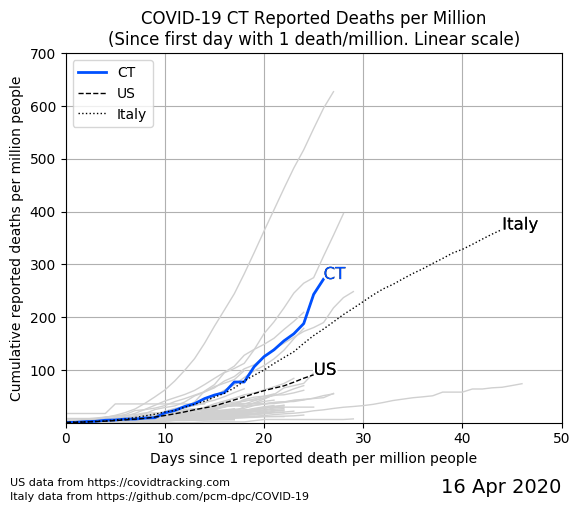 COVID-19 CT Reported Deaths per Million
(Since first day with 1 death/million. Linear scale)
Cumulative reported deaths per million people
700
600
500
400
300
200
100
CT
US
Italy
Italy
CT
US
0
10
20
30
40
50
Days since 1 reported death per million people
US data from https://covidtracking.com
Italy data from https://github.com/pcm-dpc/COVID-19
16 Apr 2020